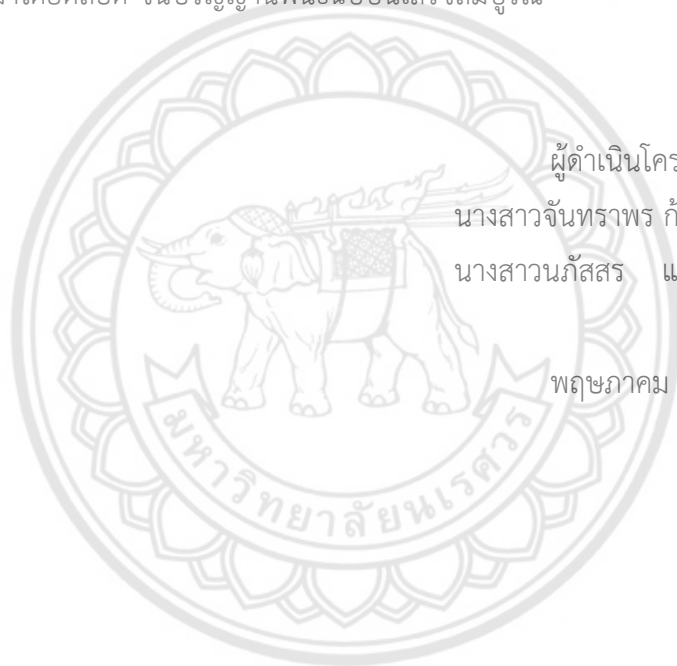 ผู้ดำเนินโคร
นางสาวจันทราพร ก้
นางสาวนภัสสร แ
พฤษภาคม
มหาวิทยาลัยนเรศวร